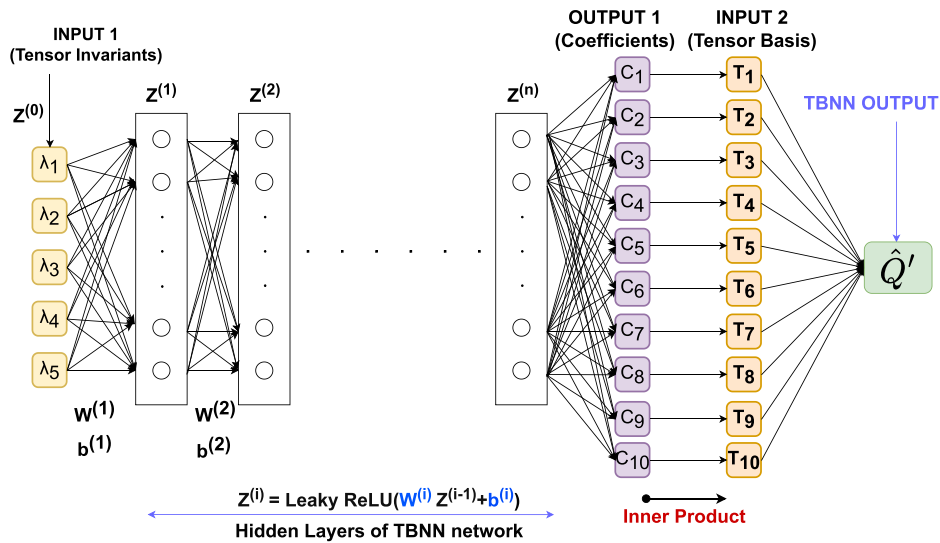 INPUT 1
(Tensor Invariants)
OUTPUT 1
(Coefficients)
INPUT 2
(Tensor Basis)
TBNN OUTPUT
Z(0)
Z(1)
Z(2)
Z(n)
λ1
λ2
λ3
λ4
λ5
W(1)
b(1)
W(2)
b(2)
C1
C2
C3
C4
C5
C6
C7
C8
C9
C10
T1
T2
T3
T4
T5
T6
T7
T8
T9
T10
Q̂′
Z(i) = Leaky ReLU(W(i) Z(i-1)+b(i))
Hidden Layers of TBNN network
Inner Product